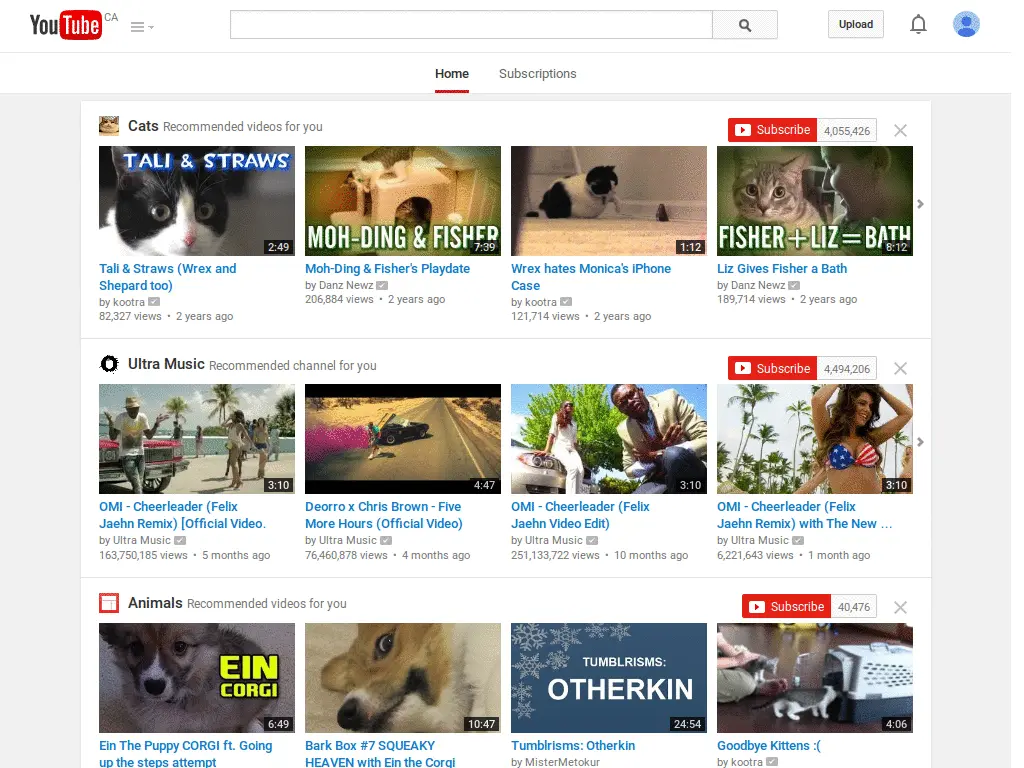 YouTube CA
Upload
Home Subscriptions
Cats Recommended videos for you
Subscribe 4,055,426
TALI & STRAWS
2:49
MOH-DING & FISHER
7:39
1:12
FISHER+LIZ=BATH
8:12
Tali & Straws (Wrex and
Shepard too)
by kootra
82,327 views • 2 years ago
Moh-Ding & Fisher's Playdate
by Danz Newz
206,884 views • 2 years ago
Wrex hates Monica's iPhone
Case
by kootra
121,714 views • 2 years ago
Liz Gives Fisher a Bath
by Danz Newz
189,714 views • 2 years ago
Ultra Music Recommended channel for you
Subscribe 4,494,206
3:10
4:47
3:10
3:10
OMI - Cheerleader (Felix
Jaehn Remix) [Official Video.
by Ultra Music
163,750,185 views • 5 months ago
Deorro x Chris Brown - Five
More Hours (Official Video)
by Ultra Music
76,460,878 views • 4 months ago
OMI - Cheerleader (Felix
Jaehn Video Edit)
by Ultra Music
251,133,722 views • 10 months ago
OMI - Cheerleader (Felix
Jaehn Remix) with The New ...
by Ultra Music
6,221,643 views • 1 month ago
Animals Recommended videos for you
Subscribe 40,476
EIN
CORGI
6:49
10:47
TUMBLRISMS:
OTHERKIN
24:54
4:06
Ein The Puppy CORGI ft. Going
up the steps attempt
Bark Box #7 SQUEAKY
HEAVEN with Ein the Corgi
Tumblrisms: Otherkin
by MisterMetokur
Goodbye Kittens :(
by kootra